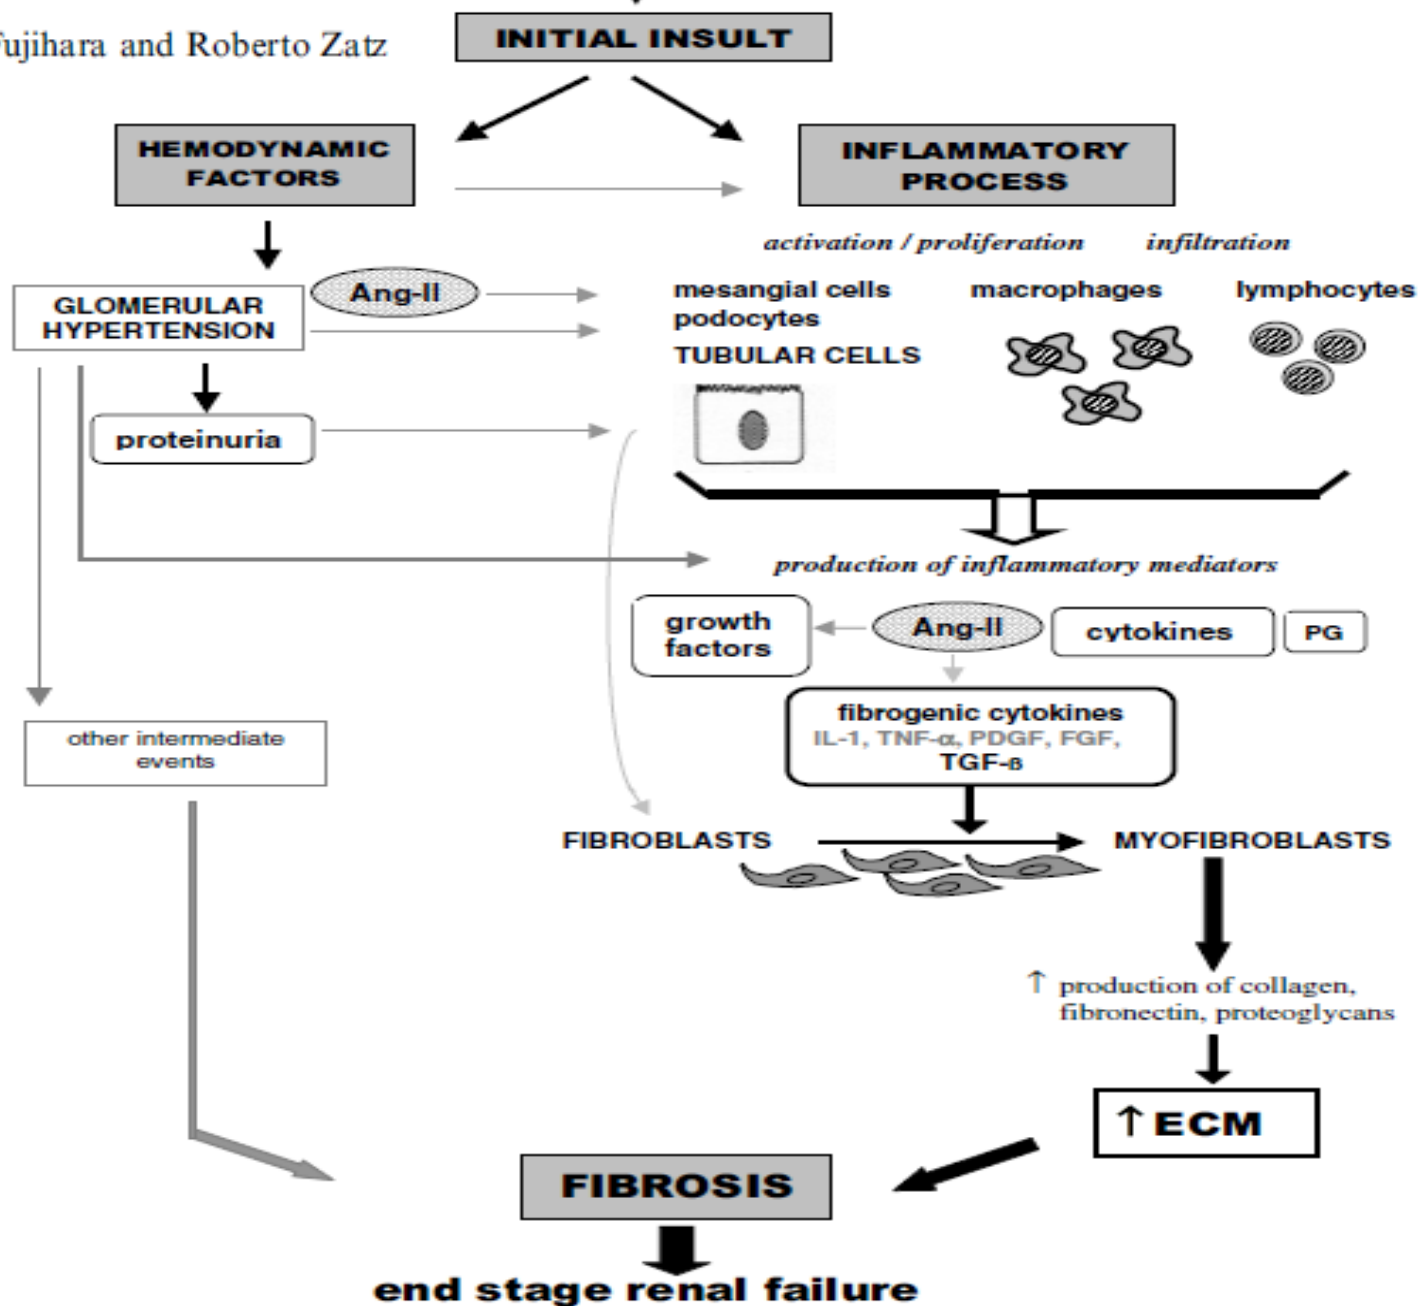 Fujihara and Roberto Zatz
INITIAL INSULT
HEMODYNAMIC
FACTORS
INFLAMMATORY
PROCESS
activation / proliferation
infiltration
GLOMERULAR
HYPERTENSION
Ang-II
mesangial cells
podocytes
TUBULAR CELLS
macrophages
lymphocytes
proteinuria
production of inflammatory mediators
growth
factors
Ang-II
cytokines
PG
fibrogenic cytokines
IL-1, TNF-α, PDGF, FGF,
TGF-ß
other intermediate
events
FIBROBLASTS
MYOFIBROBLASTS
↑ production of collagen,
fibronectin, proteoglycans
↑ ECM
FIBROSIS
end stage renal failure